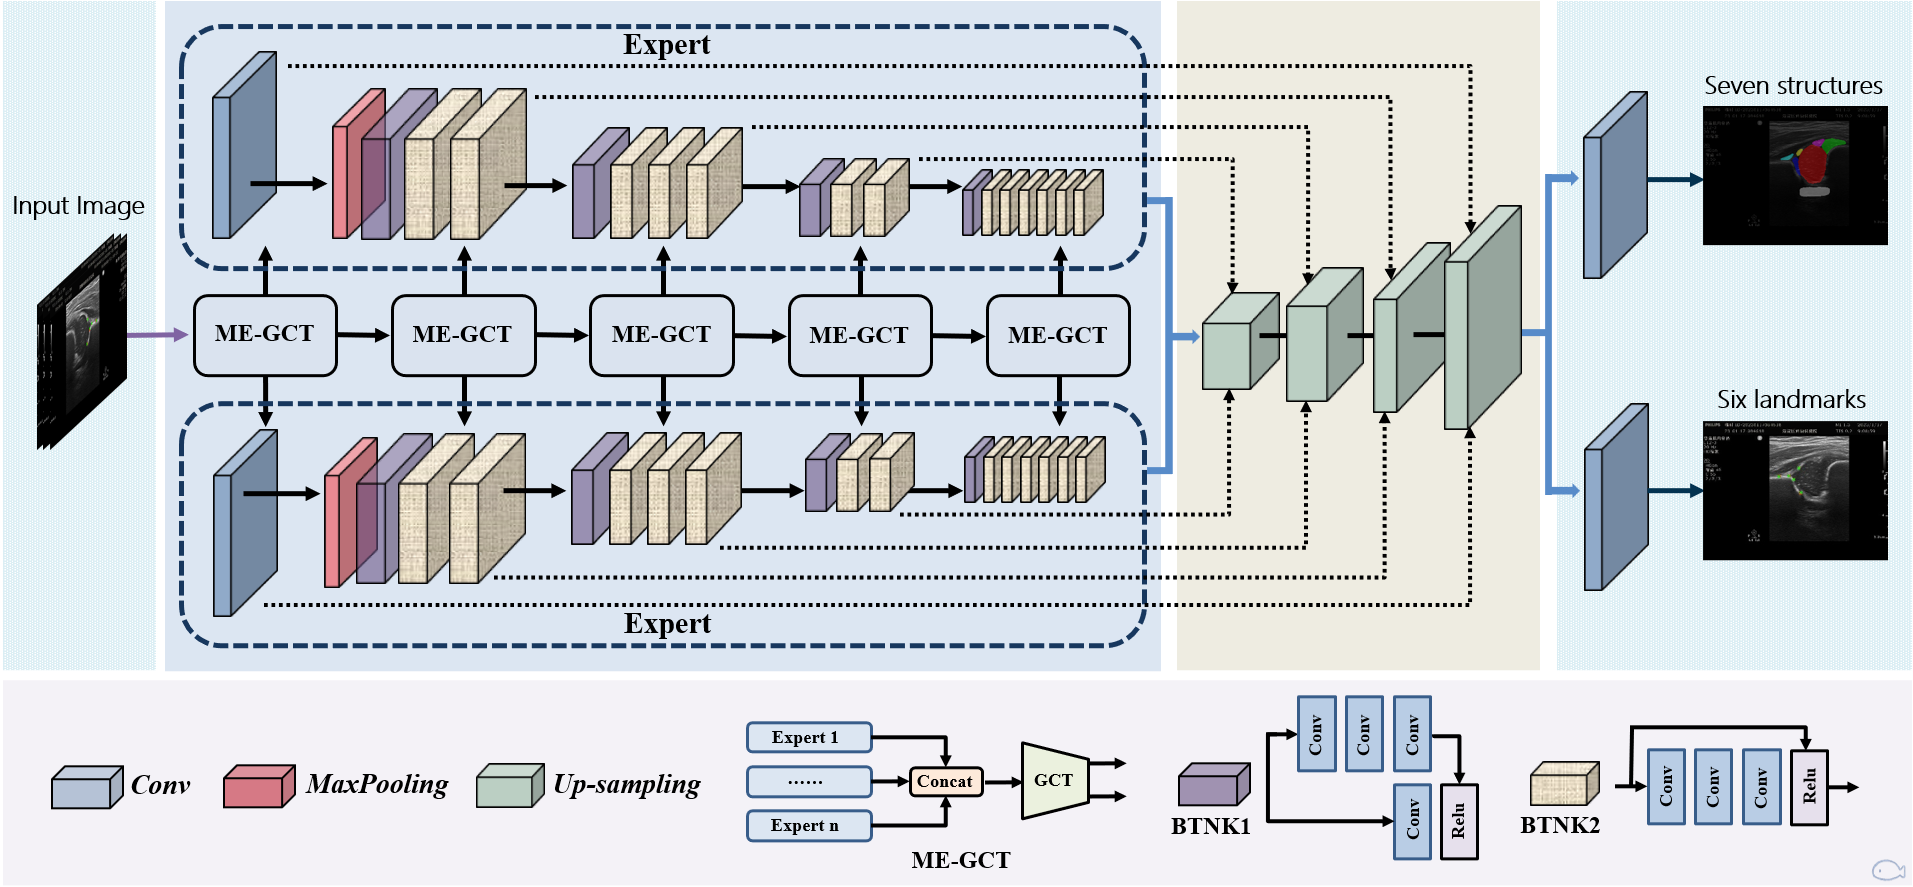 Expert
Seven structures
Input Image
ME-GCT
ME-GCT
ME-GCT
ME-GCT
ME-GCT
Six landmarks
Expert
Conv
MaxPooling
Up-sampling
Expert 1
......
Expert n
Concat
GCT
ME-GCT
BTNK1
Conv
Conv
Conv
Conv
Relu
BTNK2
Conv
Conv
Conv
Relu